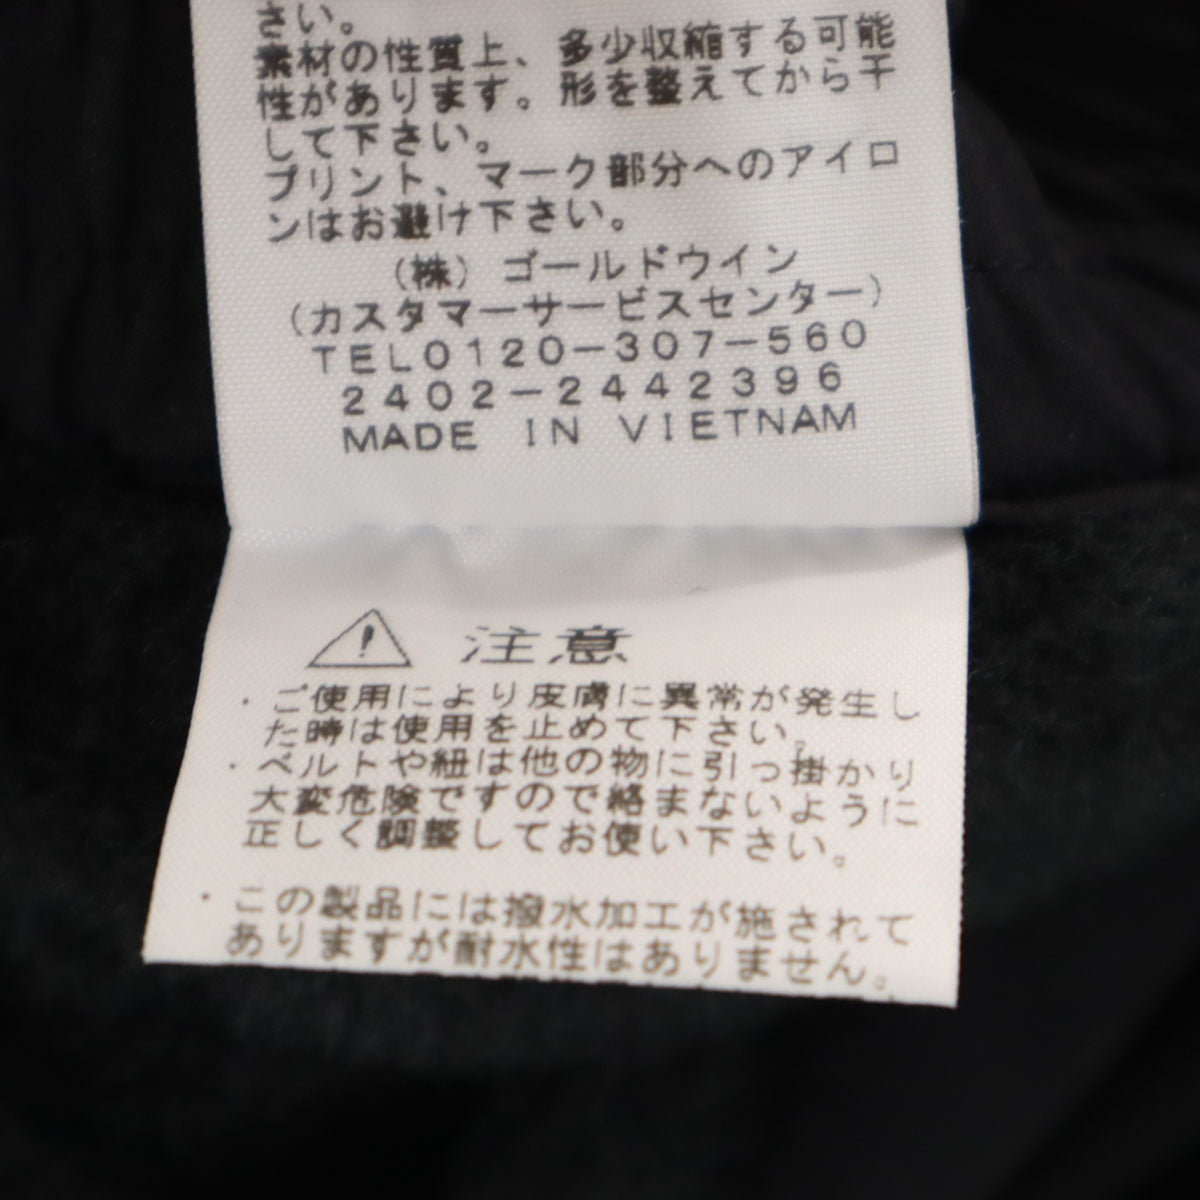 さい。
素材の性質上、多少収縮する可能
性があります。形を整えてから干
して下さい。
プリント、マーク部分へのアイロ
ンはお避け下さい。
(株)ゴールドウイン
(カスタマーサービスセンター)
TEL0120-307-560
2402-2442396
MADE IN VIETNAM
注意
・ご使用により皮膚に異常が発生し
た時は使用を止めて下さい。
・ベルトや紐は他の物に引っ掛かり
大変危険ですので絡まないように
正しく調整してお使い下さい。
・この製品には撥水加工が施されて
ありますが耐水性はありません。